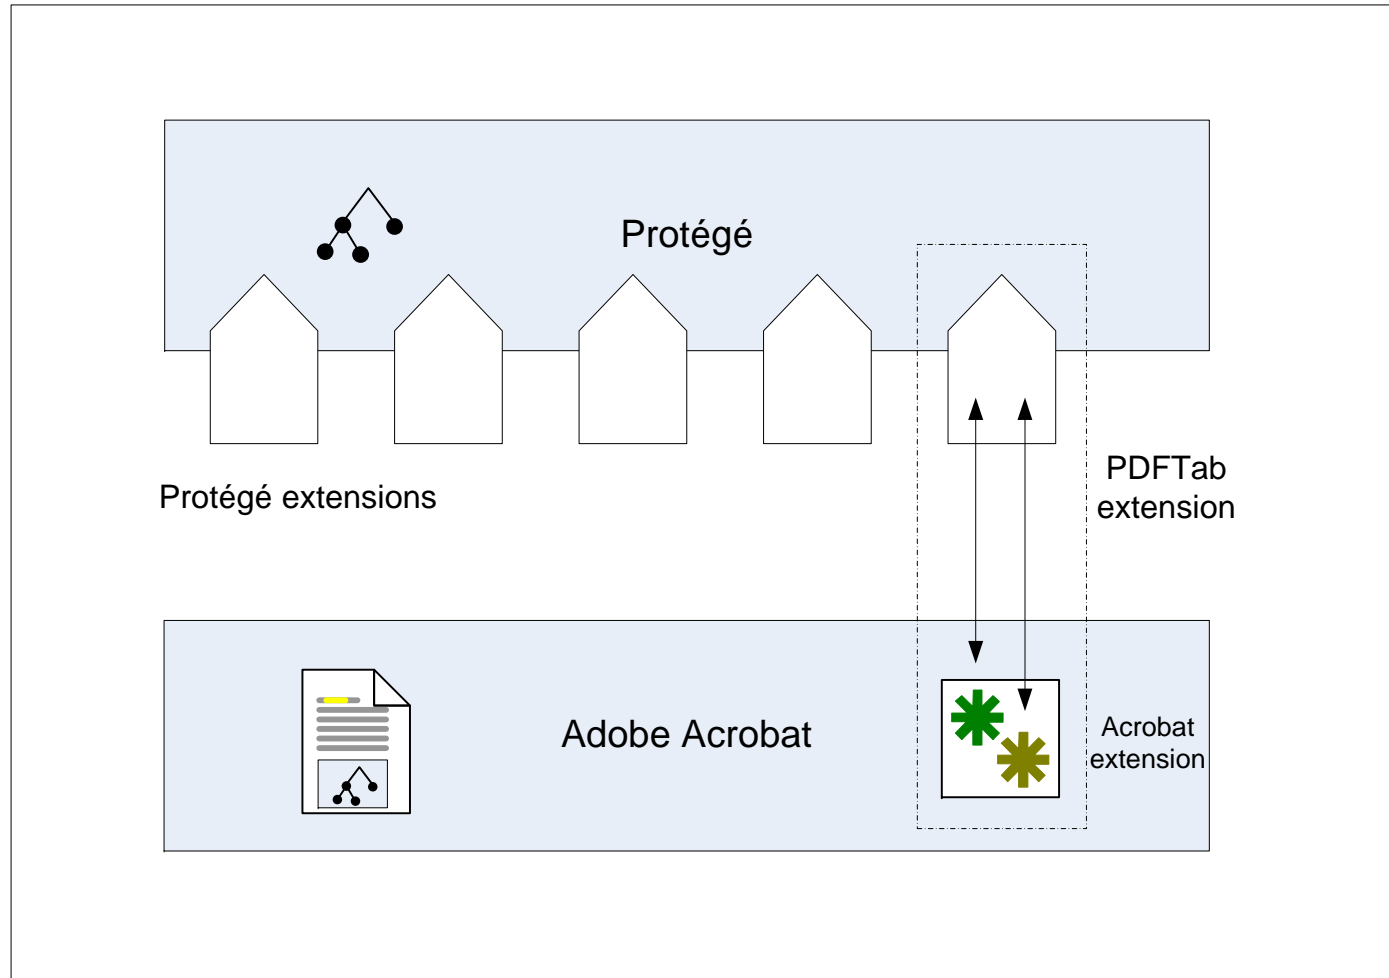 Protégé
Protégé extensions
PDFTab
extension
Adobe Acrobat
Acrobat
extension